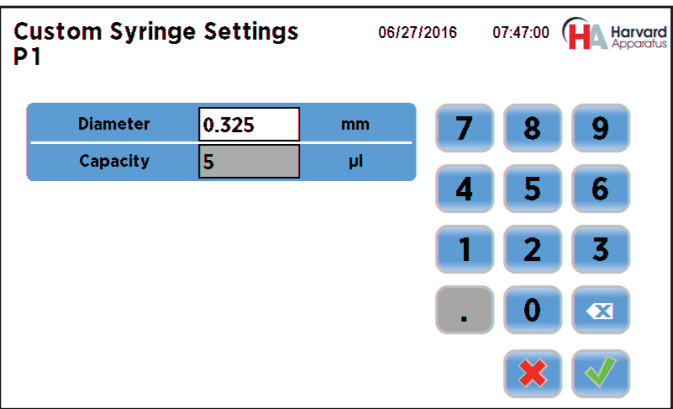 Custom Syringe Settings
P1
06/27/2016
07:47:00
HA
Harvard
Apparatus
Diameter 0.325 mm
Capacity 5 µl
7 8 9
4 5 6
1 2 3
. 0